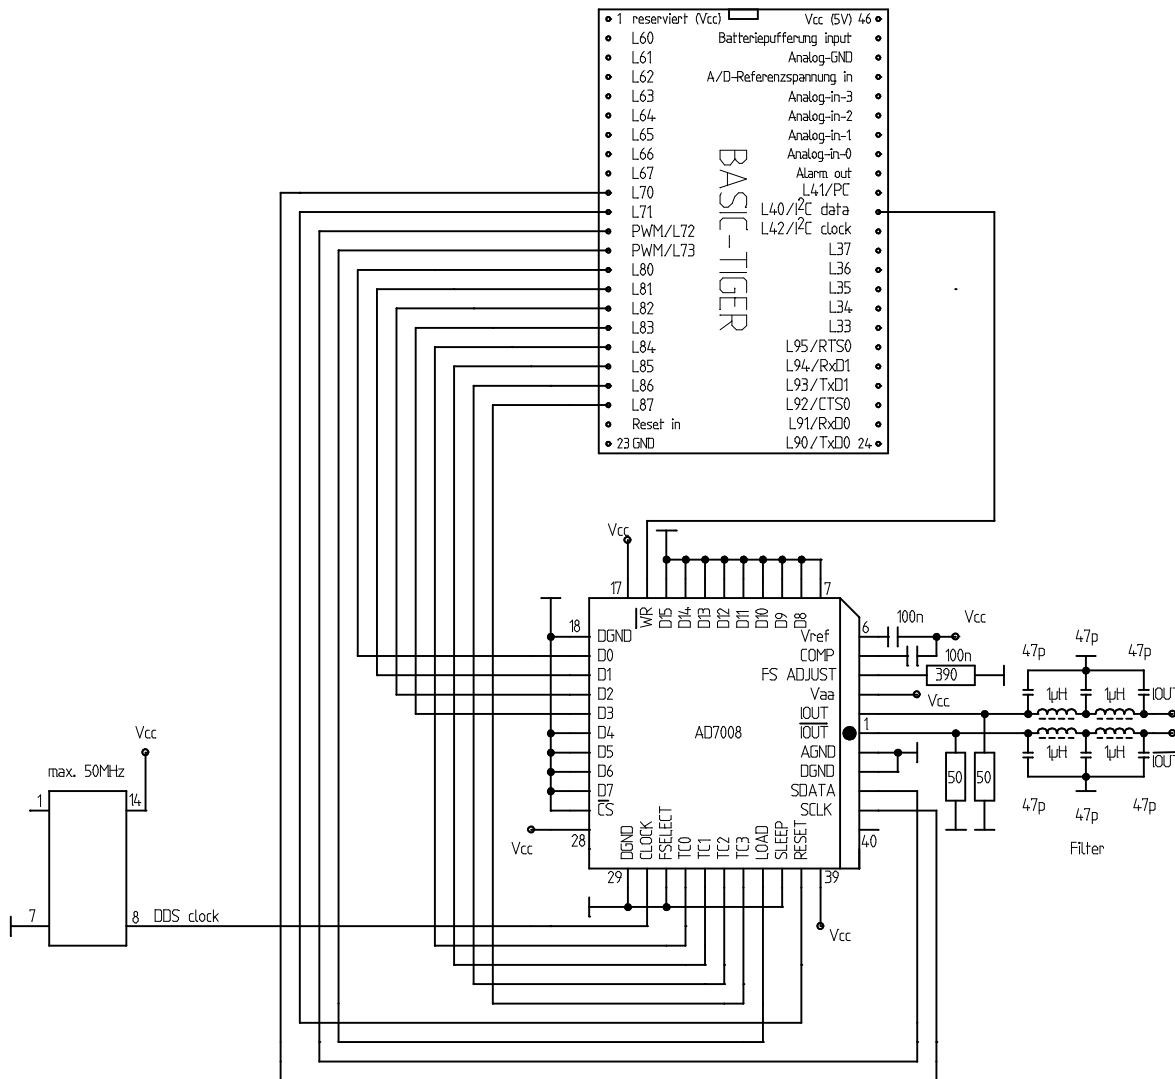 1 reserviert (Vcc)
Vcc (5V) 46
L60
Batteriepufferung input
L61
Analog-GND
L62
A/D-Referenzspannung in
L63
Analog-in-3
L64
Analog-in-2
L65
Analog-in-1
L66
Analog-in-0
L67
Alarm out
L70
L41/PC
L71
L40/I²C data
PWM/L72
L42/I²C clock
PWM/L73
L37
L80
L36
L81
L35
L82
L34
L83
L33
L84
L95/RTS0
L85
L94/RxD1
L86
L93/TxD1
L87
L92/CTS0
Reset in
L91/RxD0
23 GND
L90/TxD0 24
BASIC-TIGER
Vcc
17
7
WR
D15
D14
D13
D12
D11
D10
D9
D8
18
DGND
D0
D1
D2
D3
D4
D5
D6
D7
CS
28
Vcc
AD7008
Vref
COMP
FS ADJUST
Vaa
IOUT
IOUT
AGND
DGND
SDATA
SCLK
6
1
40
100n
Vcc
100n
390
Vcc
50
50
47p
47p
47p
1µH
1µH
IOUT
1µH
1µH
IOUT
47p
47p
47p
Filter
DGND
CLOCK
FSELECT
TC0
TC1
TC2
TC3
LOAD
SLEEP
RESET
29
39
Vcc
Vcc
max. 50MHz
1
14
7
8
DDS clock